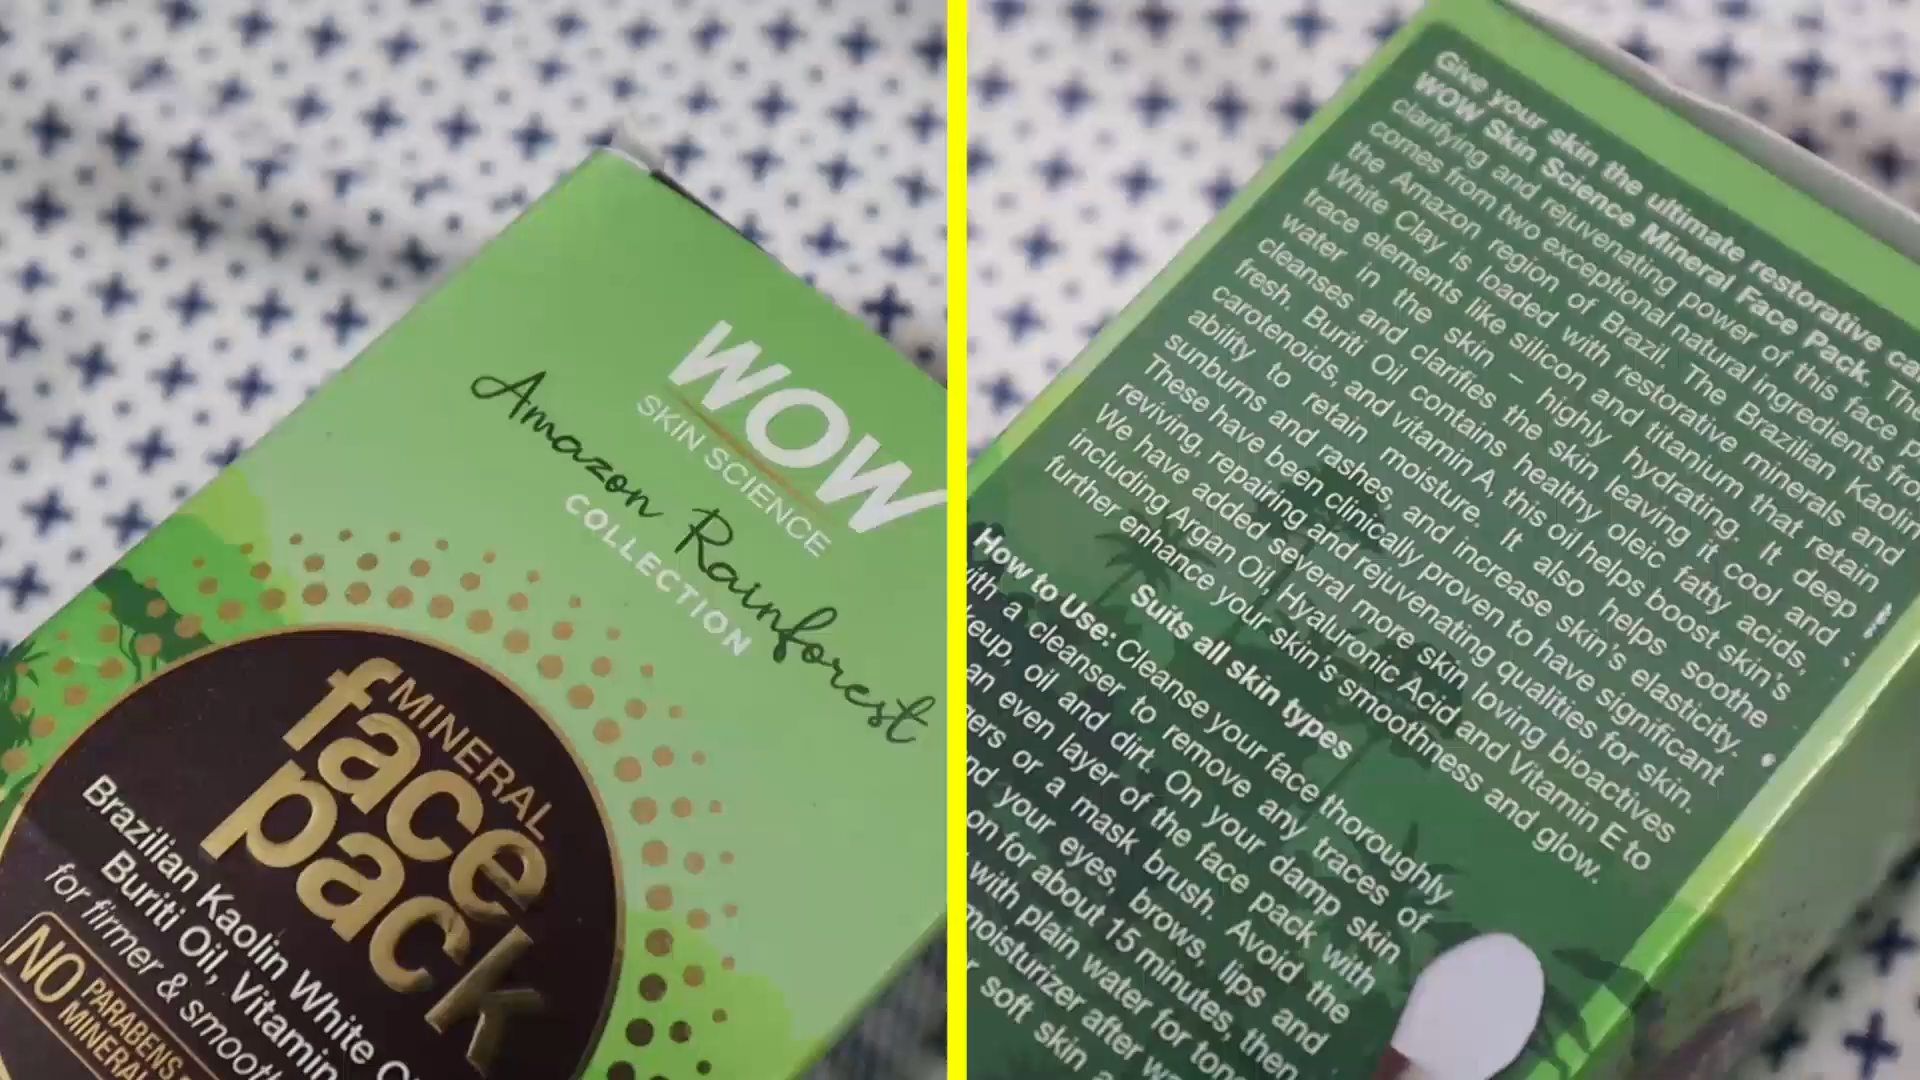 WOW
SKIN SCIENCE
Amazon Rainforest
COLLECTION
MINERAL
face
pack
Brazilian Kaolin White
Buriti Oil, Vitamin
for firmer &
NO PARABENS
MINERAL
Give your skin the ultimate restorative
WOW Skin Science Mineral Face Pack. The
clarifying and rejuvenating power of this face
comes from two exceptional natural ingredients from
the Amazon region of Brazil. The Brazilian Kaolin
White Clay is loaded with restorative minerals and
trace elements like silicon and titanium that retain
water in the skin – highly hydrating. It deep
cleanses and clarifies the skin leaving it cool and
fresh. Buriti Oil contains healthy oleic fatty acids,
carotenoids, and vitamin A, this oil helps boost skin's
ability to retain moisture. It also helps soothe
sunburns and rashes, and increase skin's elasticity.
These have been clinically proven to have significant
reviving, repairing and rejuvenating qualities for skin.
We have added several more skin loving bioactives
including Argan Oil, Hyaluronic Acid and Vitamin E to
further enhance your skin's smoothness and glow.
Suits all skin types
How to Use: Cleanse your face thoroughly
with a cleanser to remove any traces of
oil and dirt. On your damp skin
an even layer of the face pack with
or a mask brush. Avoid the
your eyes, brows, lips and
on for about 15 minutes, then
with plain water for
moisturizer after
soft skin